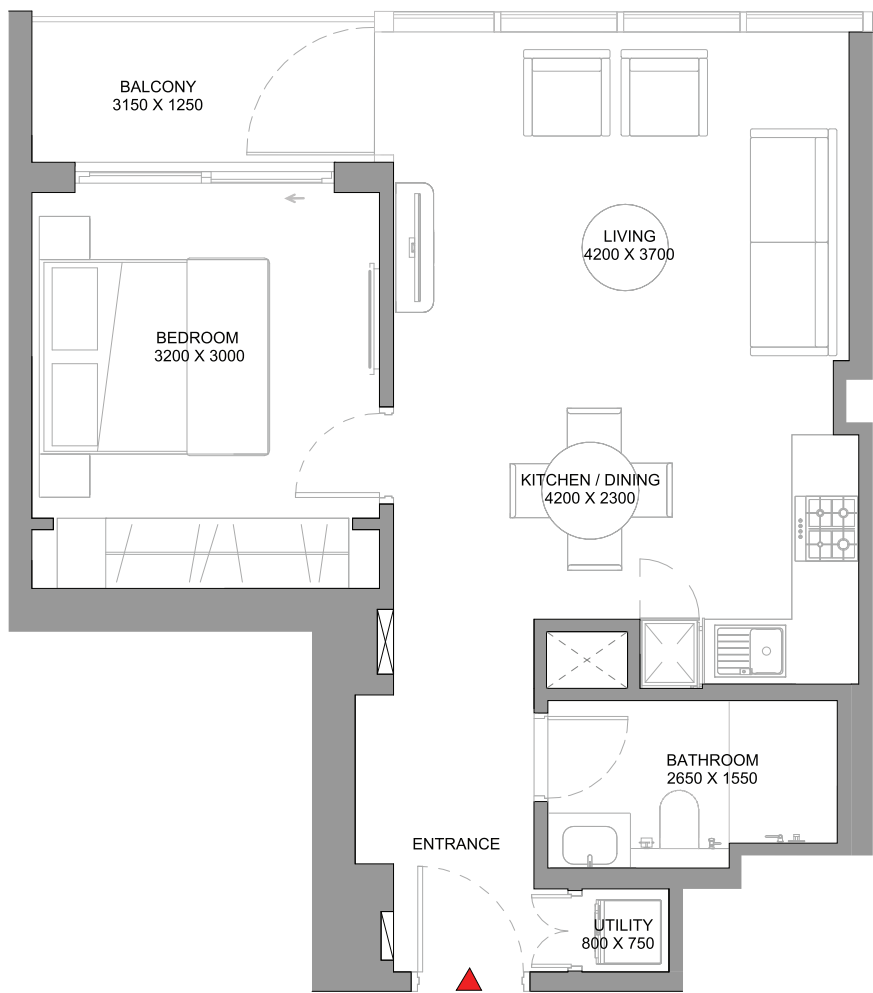 BALCONY
3150 X 1250
LIVING
4200 X 3700
BEDROOM
3200 X 3000
KITCHEN / DINING
4200 X 2300
BATHROOM
2650 X 1550
ENTRANCE
UTILITY
800 X 750